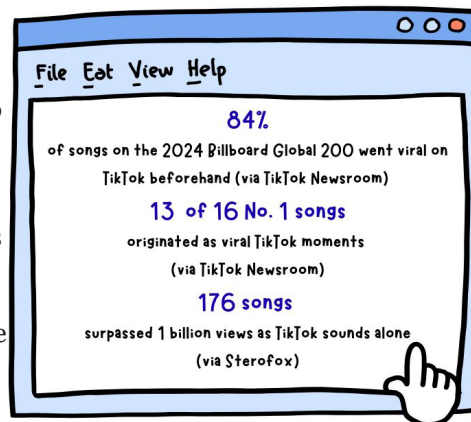 File Eat View Help
84%
of songs on the 2024 Billboard Global 200 went viral on
TikTok beforehand (via TikTok Newsroom)
13 of 16 No. 1 songs
originated as viral TikTok moments
(via TikTok Newsroom)
176 songs
surpassed 1 billion views as TikTok sounds alone
(via Sterofox)